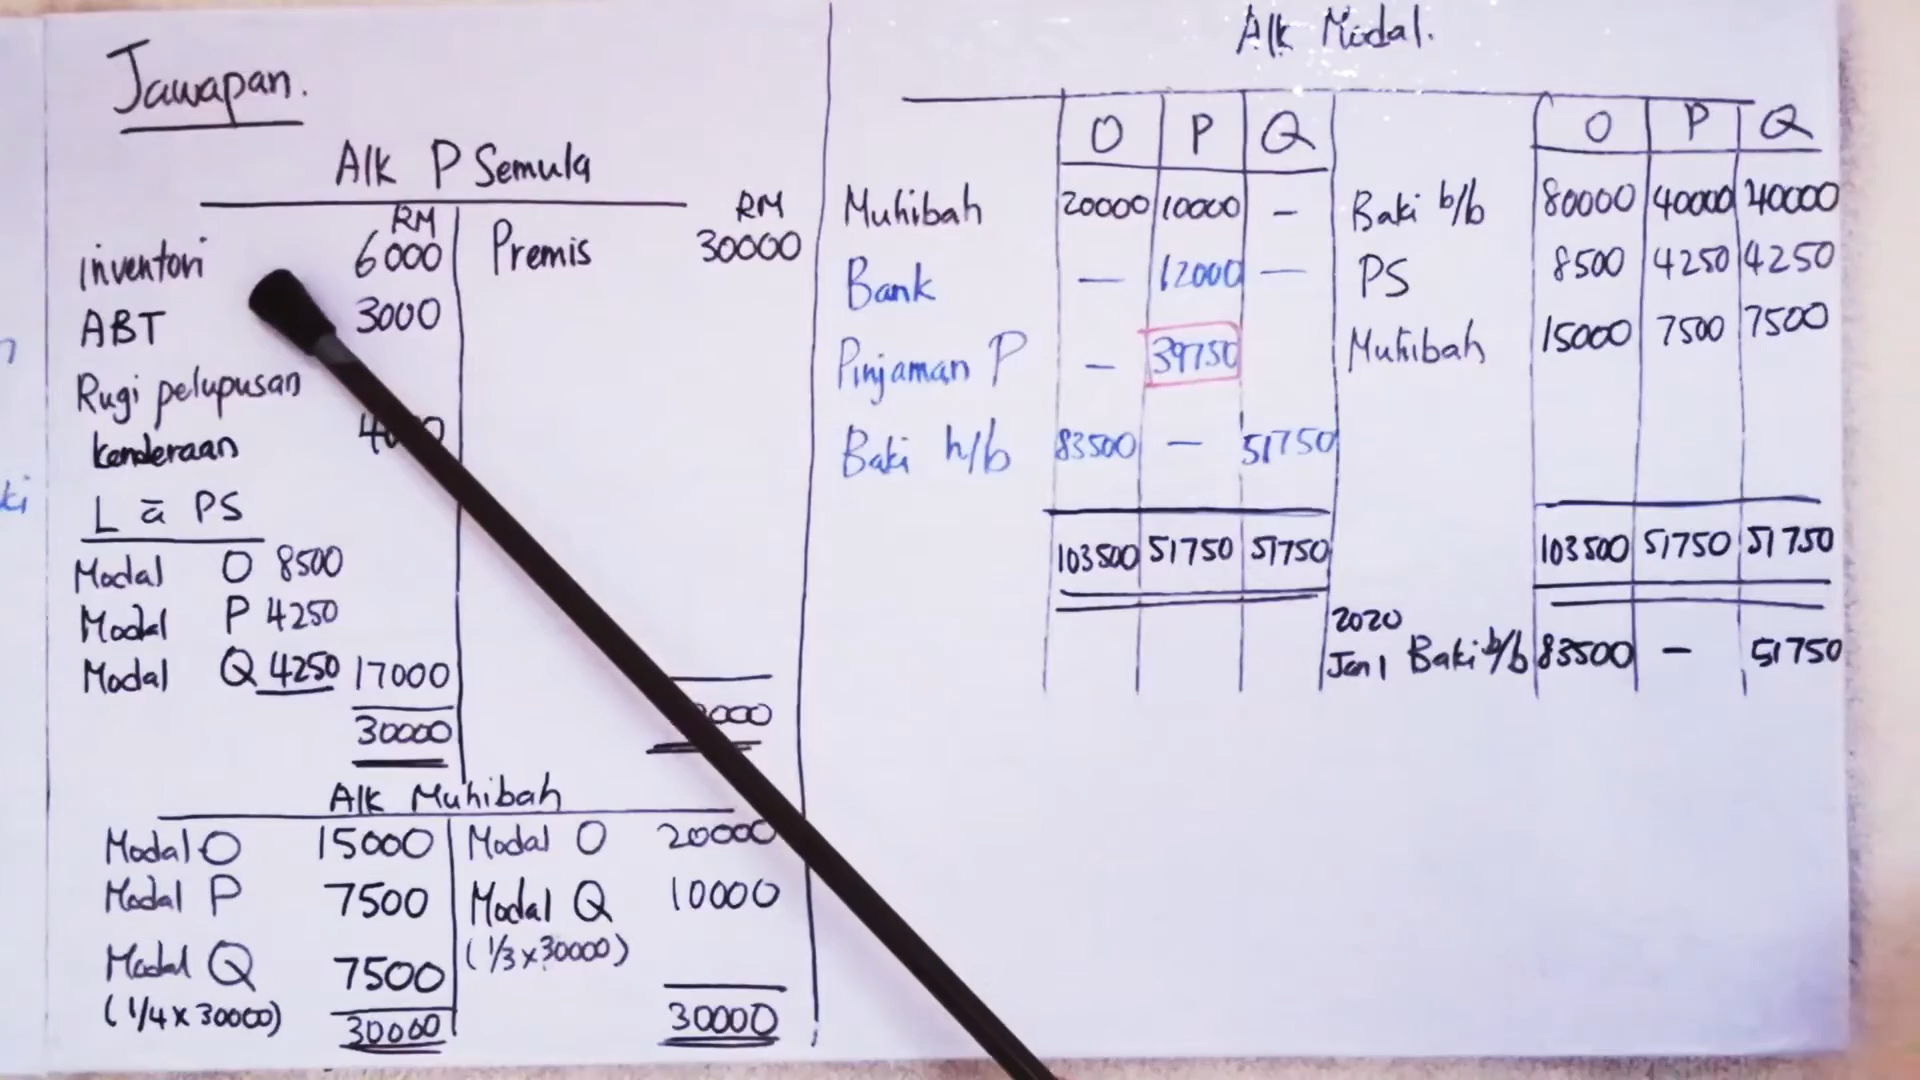 Jawapan.
Alk P Semula
RM
RM
inventori 6000 Premis 30000
ABT 3000
Rugi pelupusan
kenderaan
L ā PS
Modal O 8500
Modal P 4250
Modal Q 4250 17000
30000
Alk Muhibah
Modal O 15000 Modal O 20000
Modal P 7500 Modal Q 10000
Modal Q 7500 (1/3 x 30000)
(1/4 x 30000) 30000 30000
Alk Modal.
O P Q O P Q
Muhibah 20000 10000 - Baki b/b 80000 40000 40000
Bank - 12000 - PS 8500 4250 4250
Pinjaman P - 39750 Muhibah 15000 7500 7500
Baki h/b 83500 - 51750
103500 51750 51750 103500 51750 51750
2020
Jan 1 Baki b/b 83500 - 51750